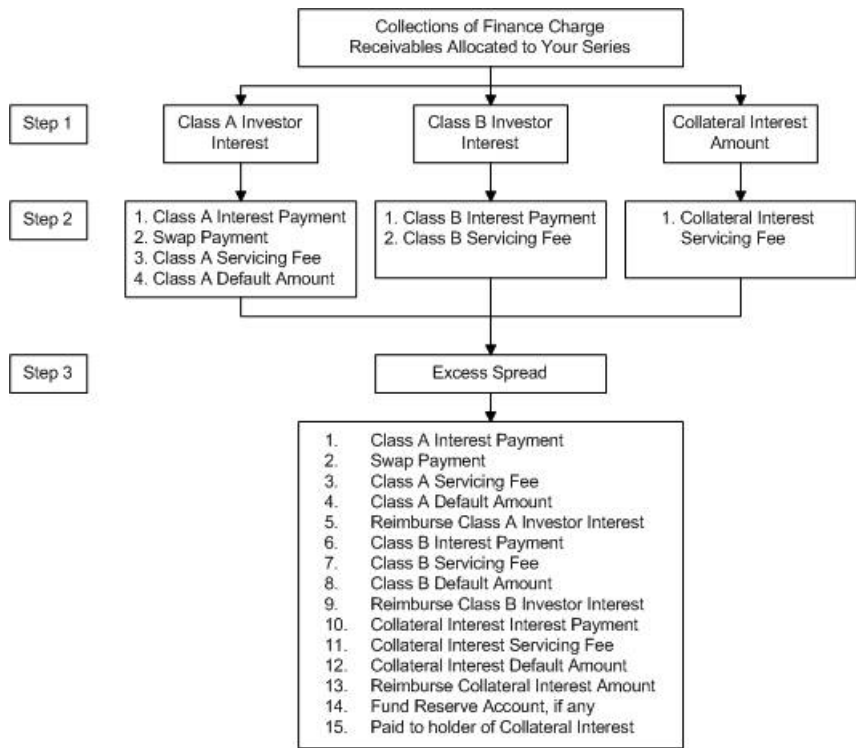 Collections of Finance Charge
Receivables Allocated to Your Series
Step 1
Class A Investor
Interest
Class B Investor
Interest
Collateral Interest
Amount
Step 2
1. Class A Interest Payment
2. Swap Payment
3. Class A Servicing Fee
4. Class A Default Amount
1. Class B Interest Payment
2. Class B Servicing Fee
1. Collateral Interest
Servicing Fee
Step 3
Excess Spread
1. Class A Interest Payment
2. Swap Payment
3. Class A Servicing Fee
4. Class A Default Amount
5. Reimburse Class A Investor Interest
6. Class B Interest Payment
7. Class B Servicing Fee
8. Class B Default Amount
9. Reimburse Class B Investor Interest
10. Collateral Interest Interest Payment
11. Collateral Interest Servicing Fee
12. Collateral Interest Default Amount
13. Reimburse Collateral Interest Amount
14. Fund Reserve Account, if any
15. Paid to holder of Collateral Interest